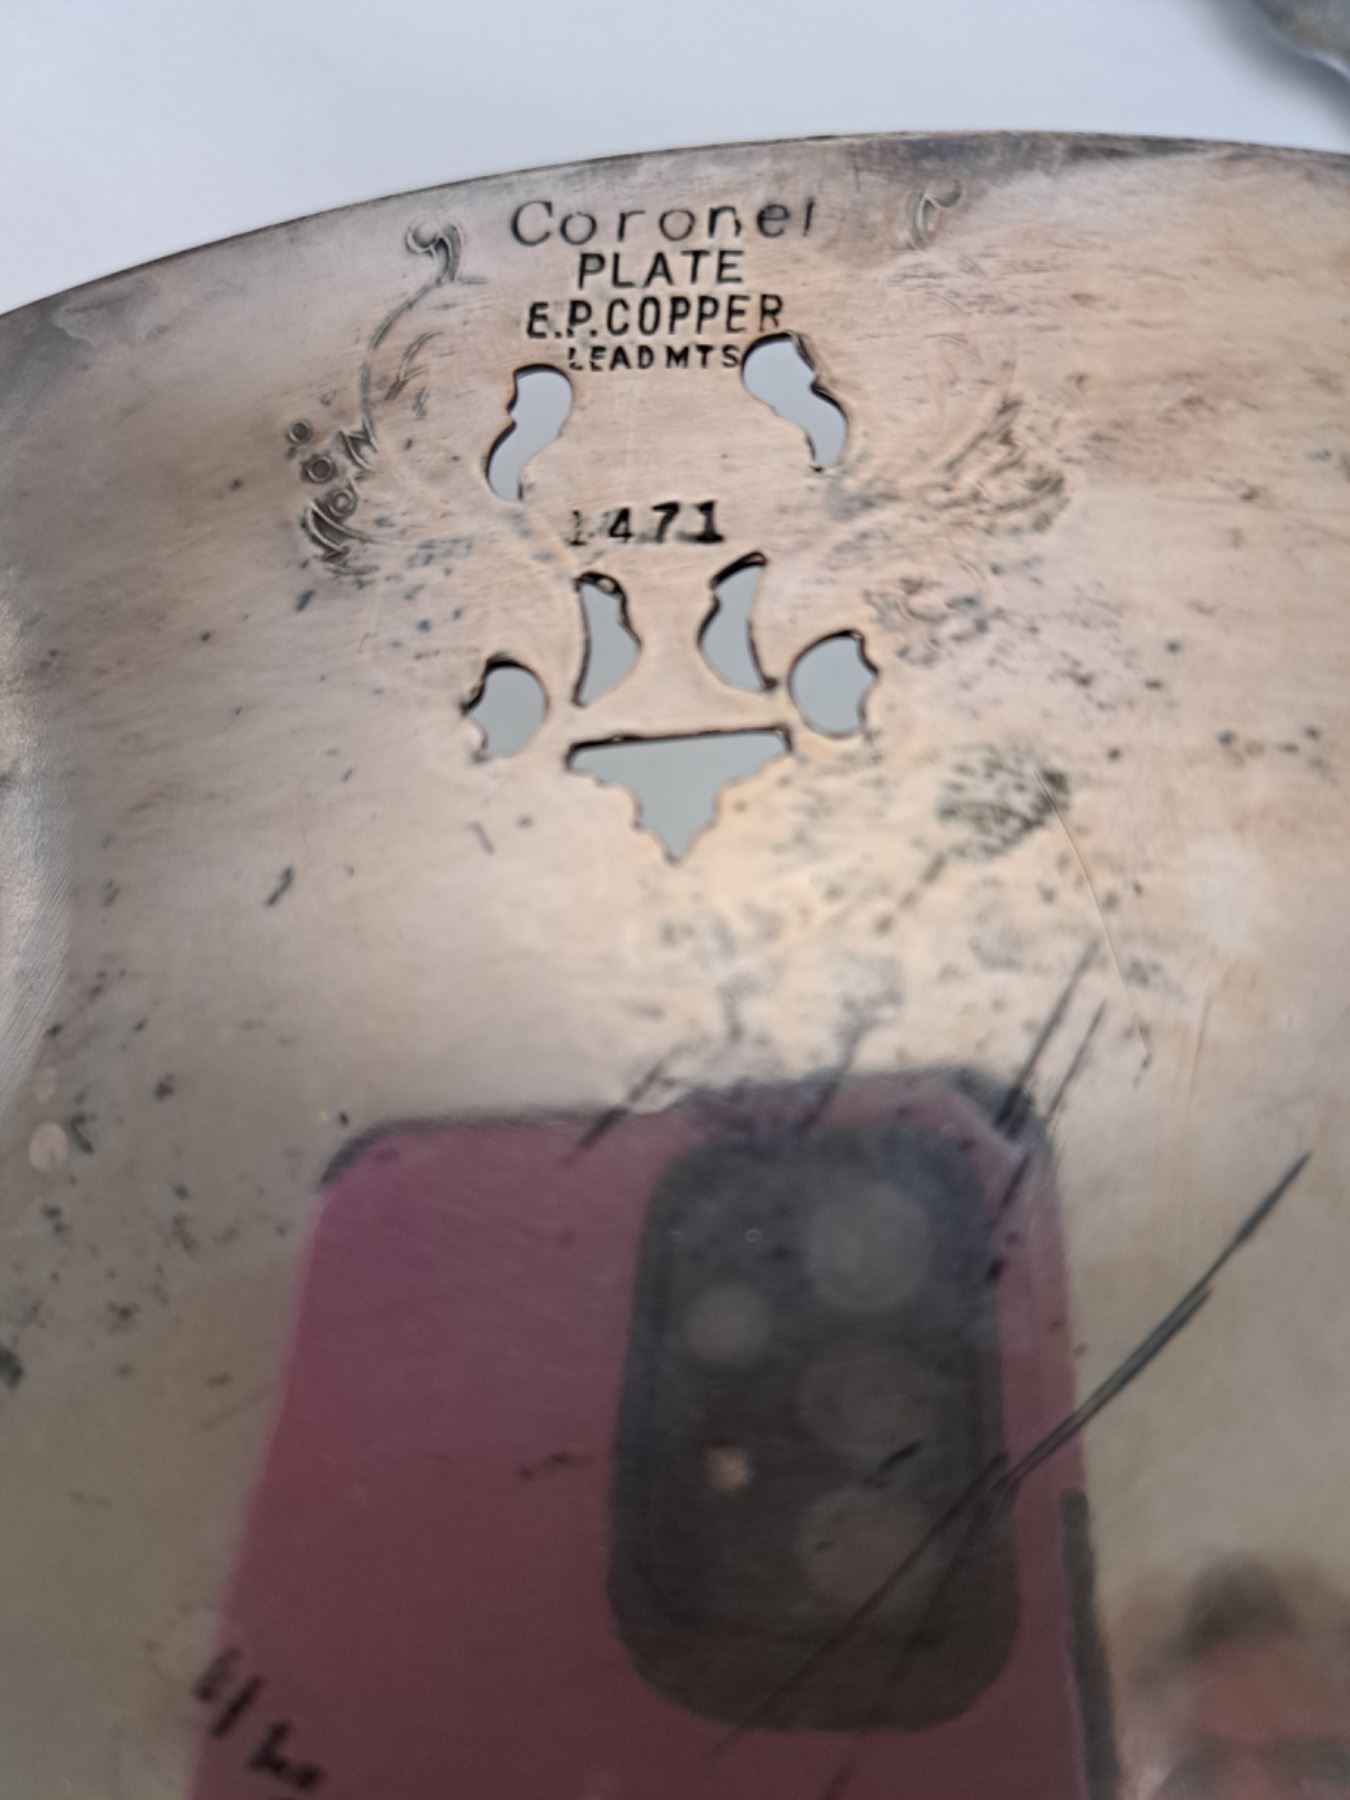 Coronet
PLATE
E.P.COPPER
LEAD MTS
1471